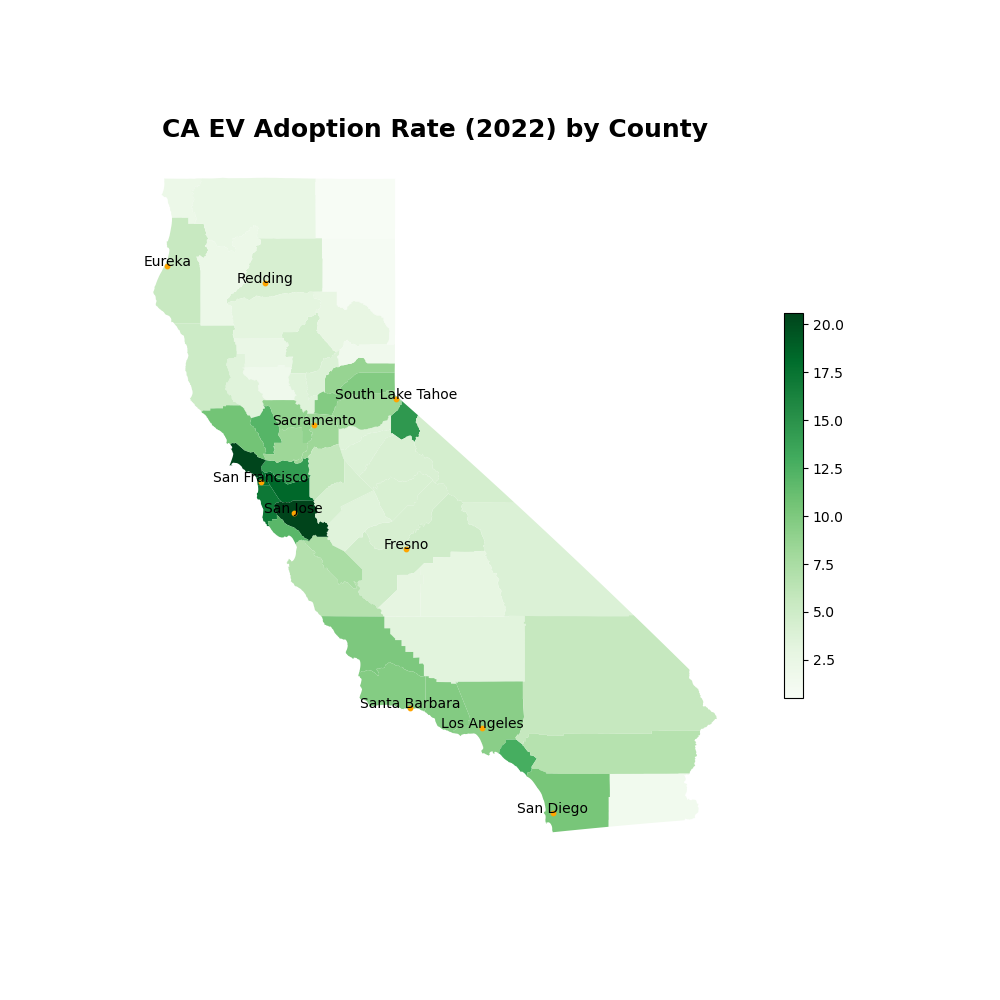 CA EV Adoption Rate (2022) by County
Eureka
Redding
South Lake Tahoe
Sacramento
San Francisco
San Jose
Fresno
Santa Barbara
Los Angeles
San Diego
20.0
17.5
15.0
12.5
10.0
7.5
5.0
2.5